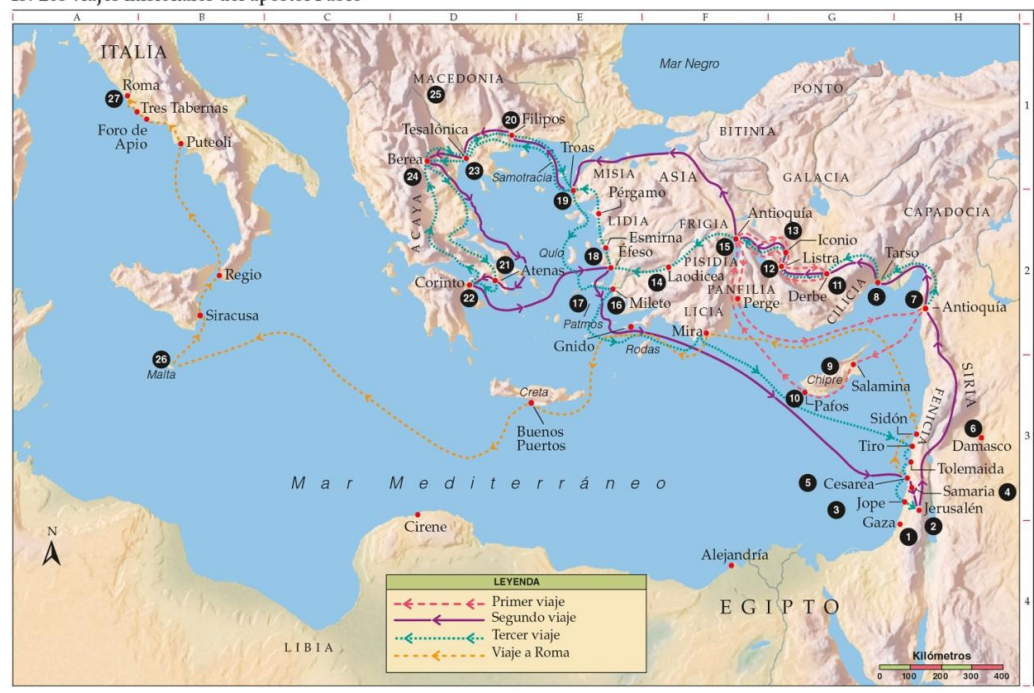 Los viajes misionales del apóstol Pablo
A B C D E F G H
ITALIA
Roma
27
Tres Tabernas
Foro de
Apio
Puteoli
MACEDONIA
25
20 Filipos
Tesalónica
Berea
24
23
Samotracia
Troas
19
Mar Negro
PONTO
BITINIA
MISIA
ASIA
GALACIA
Pérgamo
LIDIA
FRIGIA
Antioquía
13
CAPADOCIA
ACAYA
Quío
18
Esmirna
Éfeso
15
Iconio
Tarso
21
Atenas
PISIDIA
12
Listra
Corinto
22
14
Laodicea
PANFILIA
Derbe
11
CILICIA
8
7
Antioquía
17
16
Mileto
Perge
LICIA
Patmos
Gnido
Rodas
Mira
Regio
Siracusa
26
Malta
9
Chipre
Salamina
10
Pafos
SIRIA
FENICIA
Creta
Buenos
Puertos
Sidón
Tiro
6
Damasco
Tolemaida
Mar Mediterráneo
5
Cesarea
Samaria
4
3
Jope
Jerusalén
Gaza
1
2
Cirene
N
Alejandría
EGIPTO
LIBIA
LEYENDA
Primer viaje
Segundo viaje
Tercer viaje
Viaje a Roma
Kilómetros
0 100 200 300 400
1
2
3
4